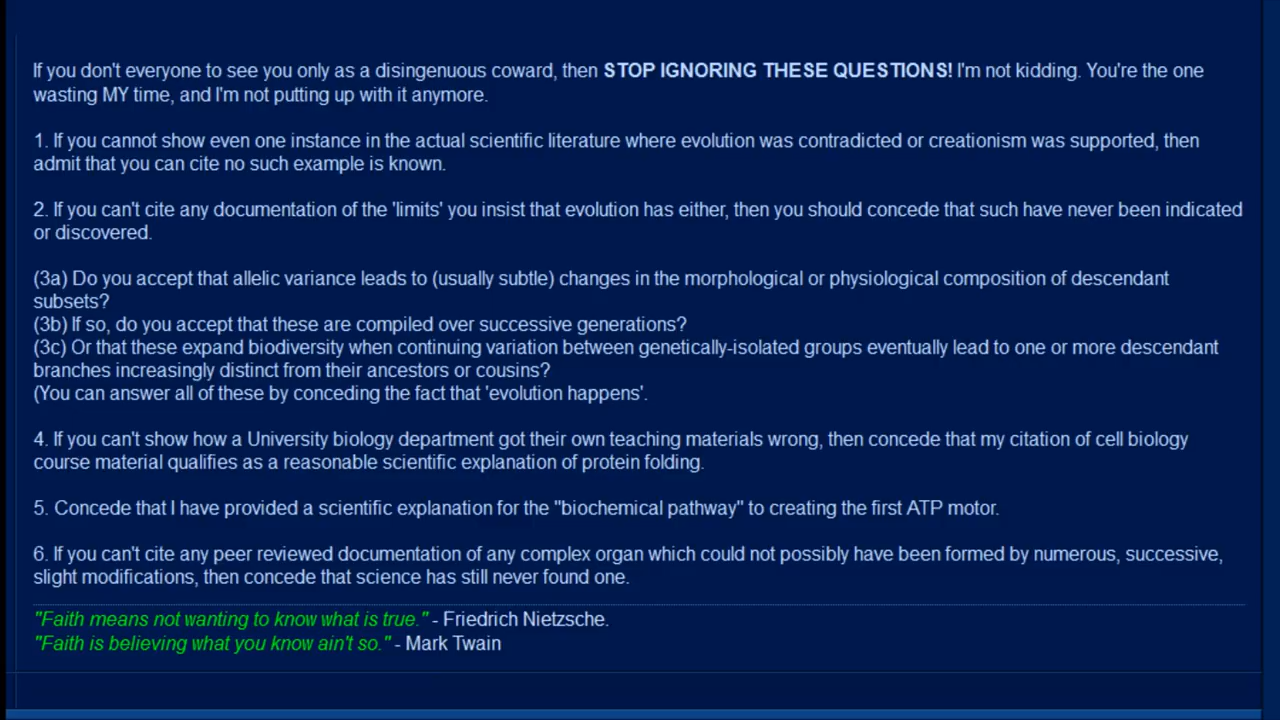 If you don't everyone to see you only as a disingenuous coward, then STOP IGNORING THESE QUESTIONS! I'm not kidding. You're the one
wasting MY time, and I'm not putting up with it anymore.
1. If you cannot show even one instance in the actual scientific literature where evolution was contradicted or creationism was supported, then
admit that you can cite no such example is known.
2. If you can't cite any documentation of the 'limits' you insist that evolution has either, then you should concede that such have never been indicated
or discovered.
(3a) Do you accept that allelic variance leads to (usually subtle) changes in the morphological or physiological composition of descendant
subsets?
(3b) If so, do you accept that these are compiled over successive generations?
(3c) Or that these expand biodiversity when continuing variation between genetically-isolated groups eventually lead to one or more descendant
branches increasingly distinct from their ancestors or cousins?
(You can answer all of these by conceding the fact that 'evolution happens'.
4. If you can't show how a University biology department got their own teaching materials wrong, then concede that my citation of cell biology
course material qualifies as a reasonable scientific explanation of protein folding.
5. Concede that I have provided a scientific explanation for the "biochemical pathway" to creating the first ATP motor.
6. If you can't cite any peer reviewed documentation of any complex organ which could not possibly have been formed by numerous, successive,
slight modifications, then concede that science has still never found one.
"Faith means not wanting to know what is true." - Friedrich Nietzsche.
"Faith is believing what you know ain't so." - Mark Twain